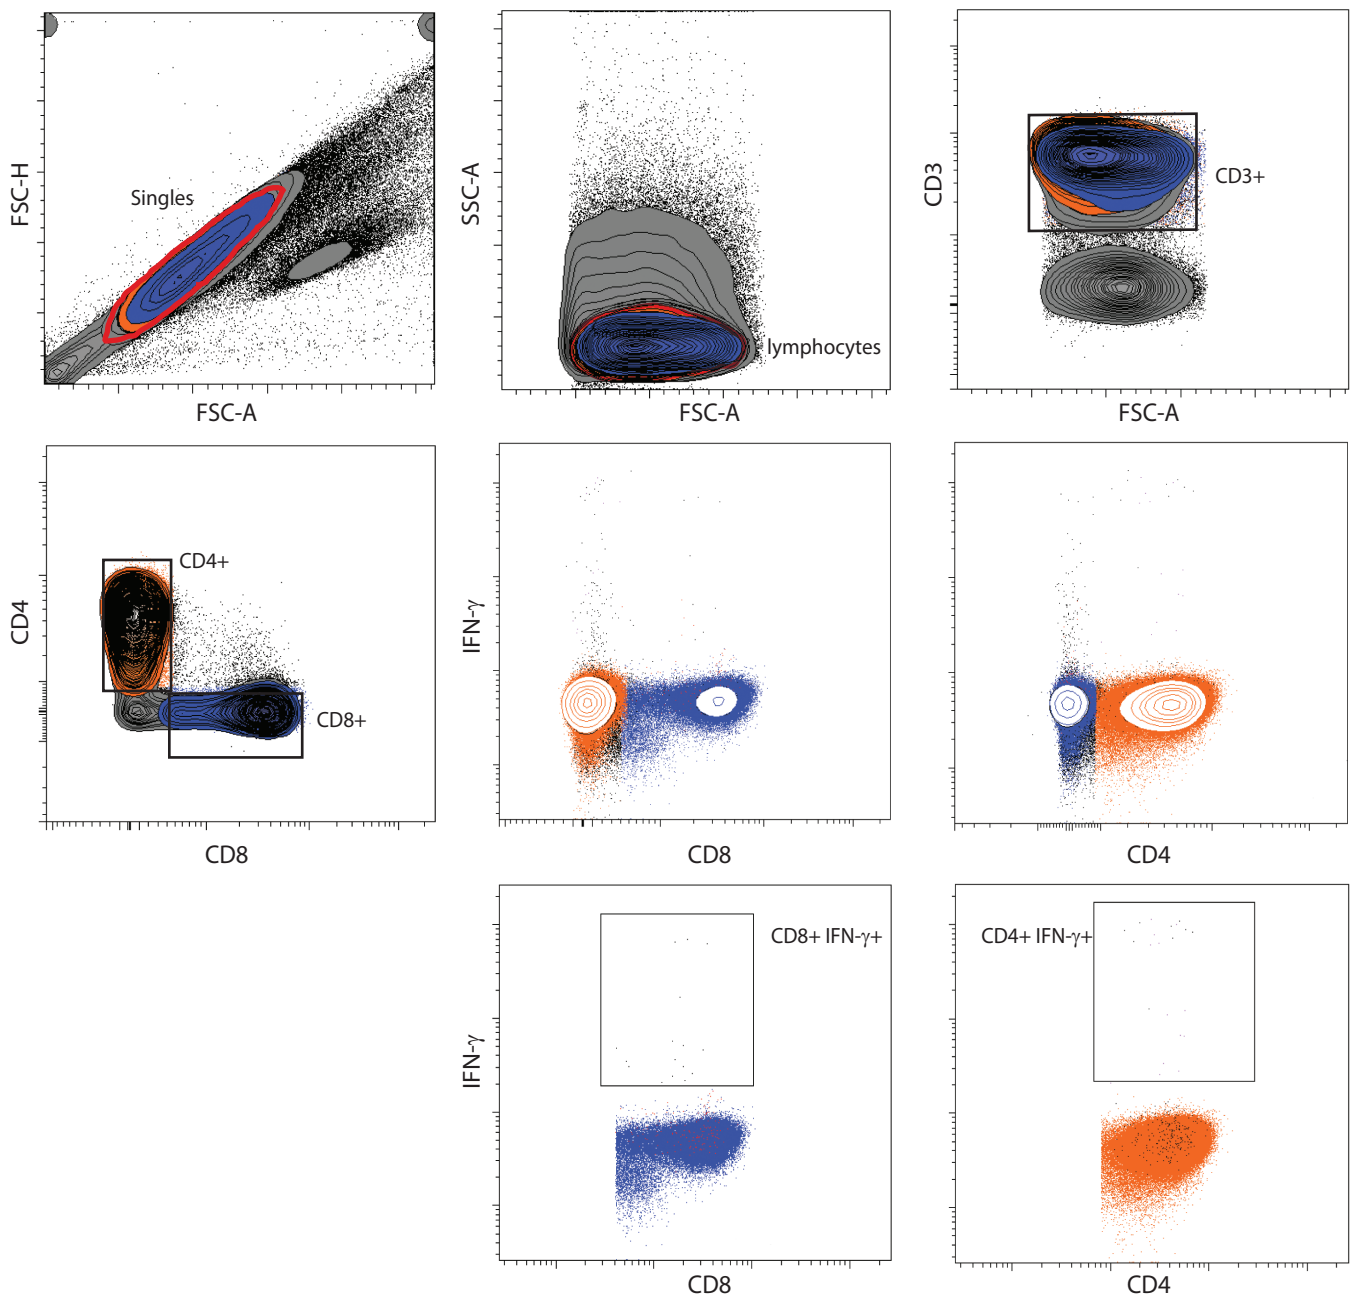 FSC-H
Singles
FSC-A
SSC-A
lymphocytes
FSC-A
CD3
CD3+
FSC-A
CD4
CD4+
CD8+
CD8
IFN-γ
CD8
CD4
IFN-γ
CD8+ IFN-γ+
CD8
CD4+ IFN-γ+
CD4